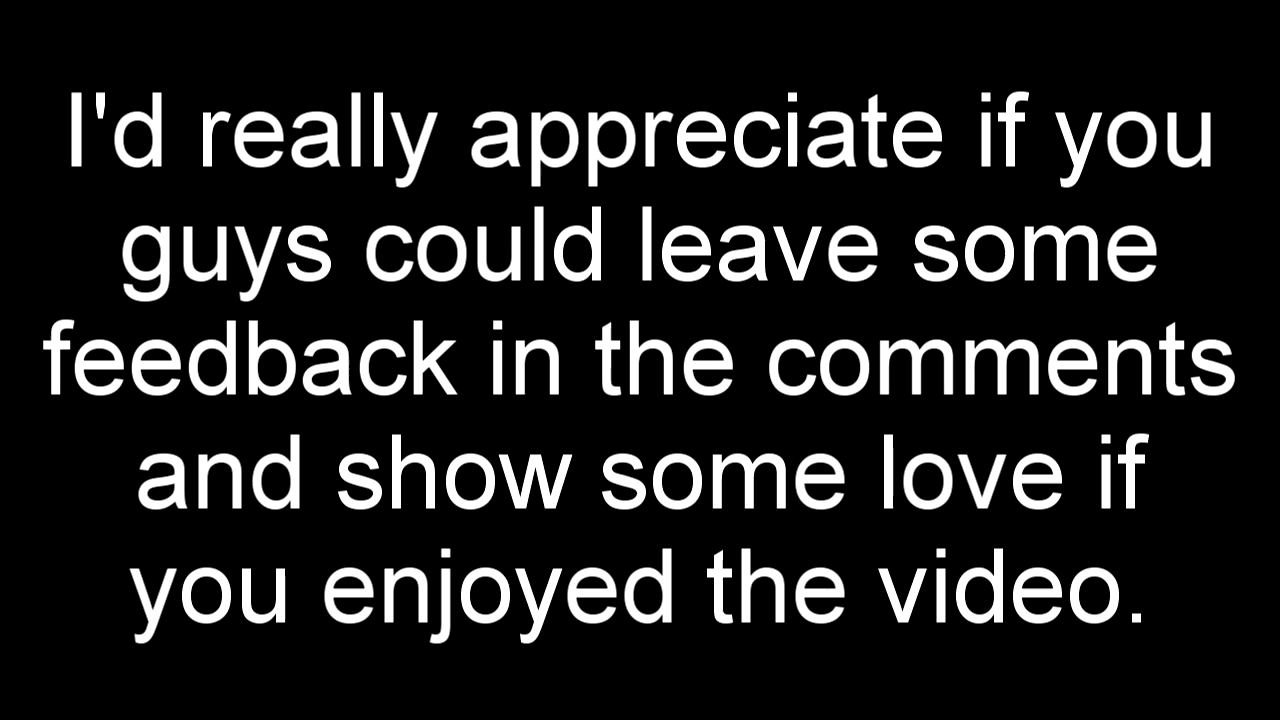 I'd really appreciate if you
guys could leave some
feedback in the comments
and show some love if
you enjoyed the video.